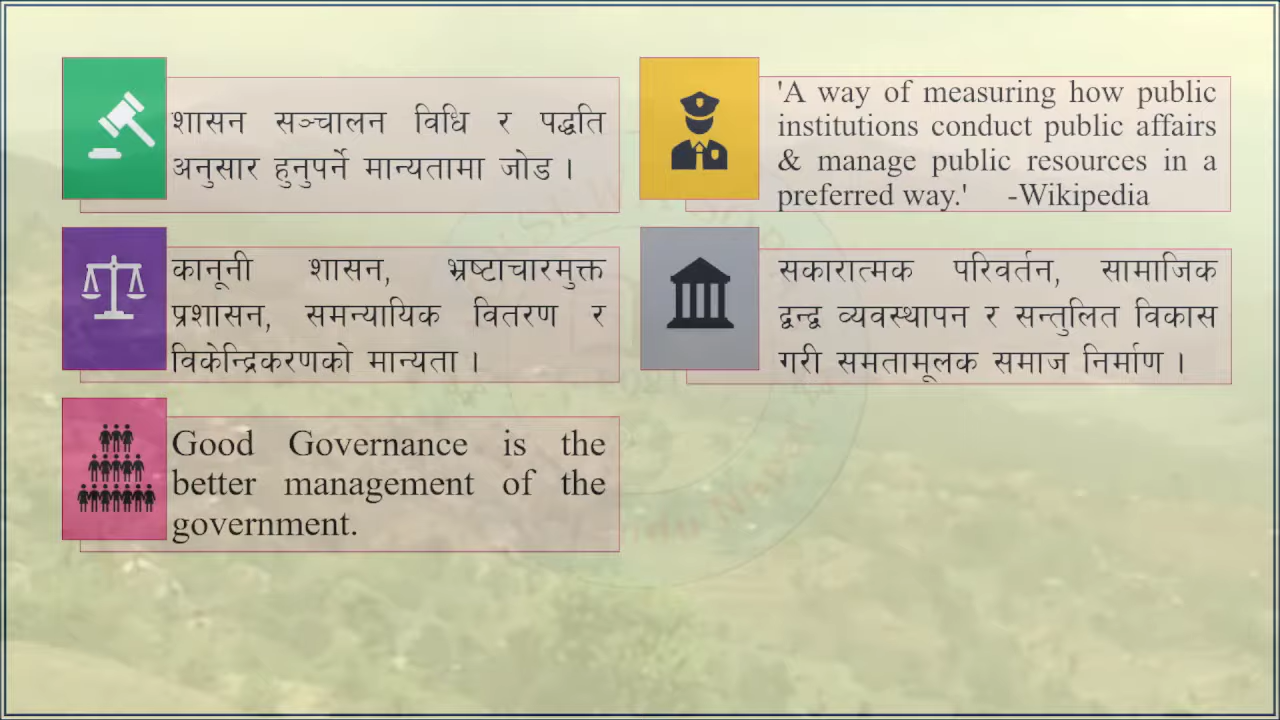 शासन सञ्चालन विधि र पद्धति
अनुसार हुनुपर्ने मान्यतामा जोड ।
'A way of measuring how public
institutions conduct public affairs
& manage public resources in a
preferred way.' -Wikipedia
कानूनी शासन, भ्रष्टाचारमुक्त
प्रशासन, समन्यायिक वितरण र
विकेन्द्रिकरणको मान्यता ।
सकारात्मक परिवर्तन, सामाजिक
द्वन्द्व व्यवस्थापन र सन्तुलित विकास
गरी समतामूलक समाज निर्माण ।
Good Governance is the
better management of the
government.